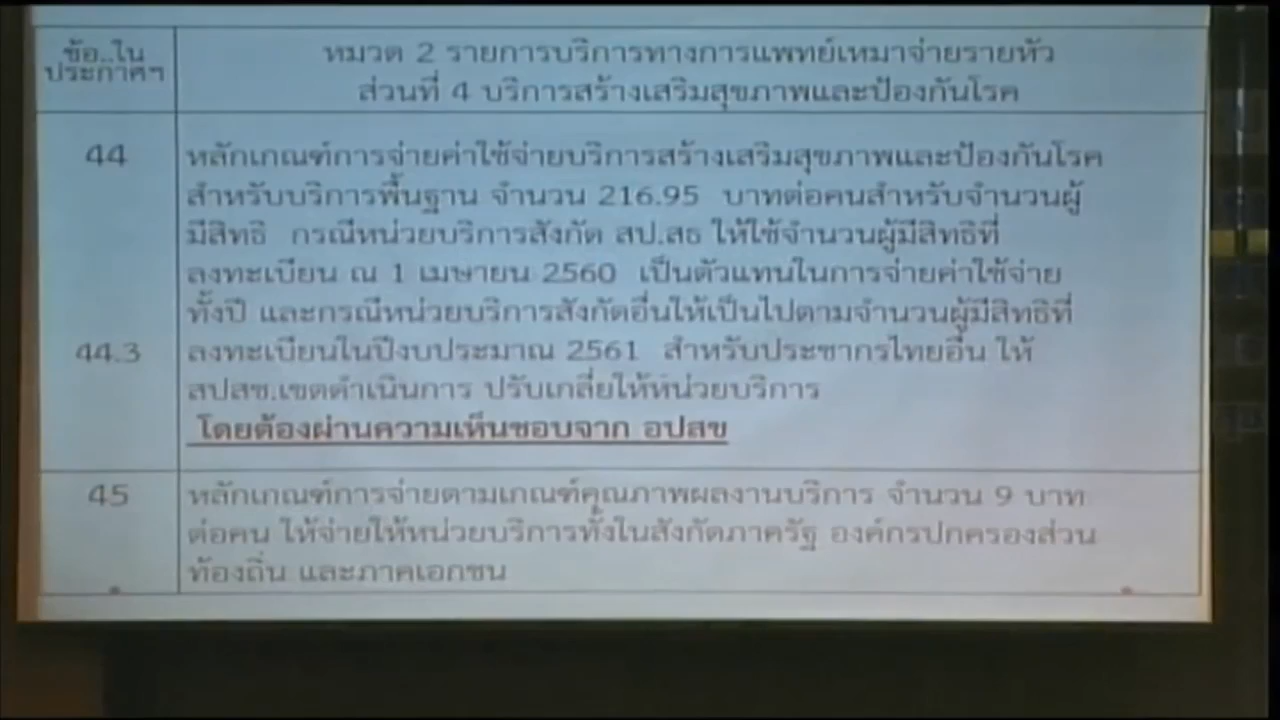 ข้อ..ใน
ประกาศฯ
หมวด 2 รายการบริการทางการแพทย์เหมาจ่ายรายหัว
ส่วนที่ 4 บริการสร้างเสริมสุขภาพและป้องกันโรค
44
หลักเกณฑ์การจ่ายค่าใช้จ่ายบริการสร้างเสริมสุขภาพและป้องกันโรค
สำหรับบริการพื้นฐาน จำนวน 216.95 บาทต่อคนสำหรับจำนวนผู้
มีสิทธิ กรณีหน่วยบริการสังกัด สป.สธ ให้ใช้จำนวนผู้มีสิทธิที่
ลงทะเบียน ณ 1 เมษายน 2560 เป็นตัวแทนในการจ่ายค่าใช้จ่าย
ทั้งปี และกรณีหน่วยบริการสังกัดอื่นให้เป็นไปตามจำนวนผู้มีสิทธิที่
44.3 ลงทะเบียนในปีงบประมาณ 2561 สำหรับประชากรไทยอื่น ให้
สปสช.เขตดำเนินการ ปรับเกลี่ยให้หน่วยบริการ
โดยต้องผ่านความเห็นชอบจาก อปสข
45 หลักเกณฑ์การจ่ายตามเกณฑ์คุณภาพผลงานบริการ จำนวน 9 บาท
ต่อคน ให้จ่ายให้หน่วยบริการทั้งในสังกัดภาครัฐ องค์กรปกครองส่วน
ท้องถิ่น และภาคเอกชน